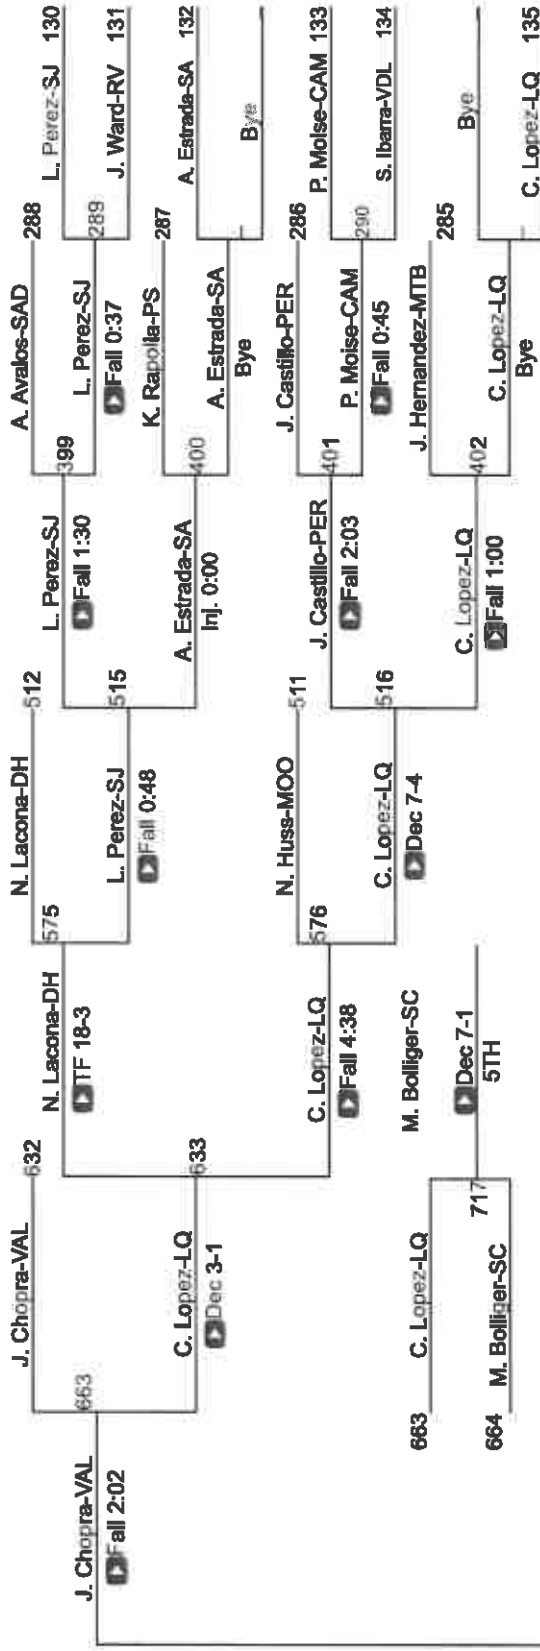 J. Chopra-VAL
Fall 2:02
J. Chopra-VAL
663
C. Lopez-LQ
Dec 3-1
663 C. Lopez-LQ
664 M. Bolliger-SC
717
632
N. Lacona-DH
TF 18-3
633
C. Lopez-LQ
Fall 4:38
M. Bolliger-SC
Dec 7-1
5TH
N. Lacona-DH
575
L. Perez-SJ
Fall 0:48
N. Huss-MOO
576
C. Lopez-LQ
Dec 7-4
512
L. Perez-SJ
Fall 1:30
515
A. Estrada-SA
Inj. 0:00
511
J. Castillo-PER
Fall 2:03
516
C. Lopez-LQ
Fall 1:00
A. Avalos-SAD 288
399
L. Perez-SJ
Fall 0:37
K. Rapolla-PS 287
400
A. Estrada-SA
Bye
J. Castillo-PER 286
401
P. Moise-CAM
Fall 0:45
J. Hernandez-MTB 285
402
C. Lopez-LQ
Bye
L. Perez-SJ 130
289
J. Ward-RV 131
A. Estrada-SA 132
Bye
P. Moise-CAM 133
290
S. Ibarra-VDL 134
Bye
C. Lopez-LQ 135